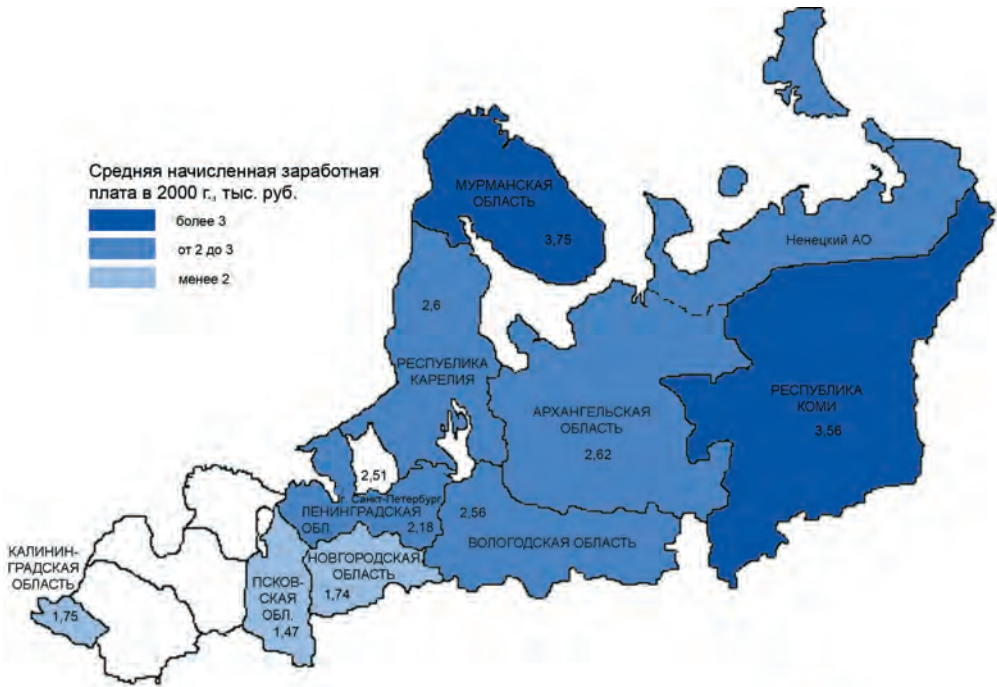 Средняя начисленная заработная
плата в 2000 г., тыс. руб.
более 3
от 2 до 3
менее 2
МУРМАНСКАЯ
ОБЛАСТЬ
3,75
Ненецкий АО
2,6
РЕСПУБЛИКА
КАРЕЛИЯ
РЕСПУБЛИКА
КОМИ
3,56
АРХАНГЕЛЬСКАЯ
ОБЛАСТЬ
2,62
2,51
г. Санкт-Петербург
ЛЕНИНГРАДСКАЯ
ОБЛ.
2,18
2,56
ВОЛОГОДСКАЯ ОБЛАСТЬ
НОВГОРОДСКАЯ
ОБЛАСТЬ
1,74
КАЛИНИН-
ГРАДСКАЯ
ОБЛАСТЬ
1,75
ПСКОВ-
СКАЯ
ОБЛ.
1,47